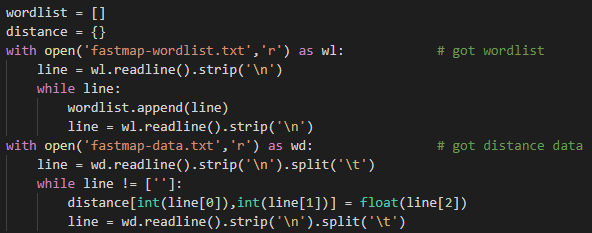 wordlist = []
distance = {}
with open('fastmap-wordlist.txt','r') as wl:            # got wordlist
    line = wl.readline().strip('\n')
    while line:
        wordlist.append(line)
        line = wl.readline().strip('\n')
with open('fastmap-data.txt','r') as wd:                # got distance data
    line = wd.readline().strip('\n').split('\t')
    while line != ['']:
        distance[int(line[0]),int(line[1])] = float(line[2])
        line = wd.readline().strip('\n').split('\t')